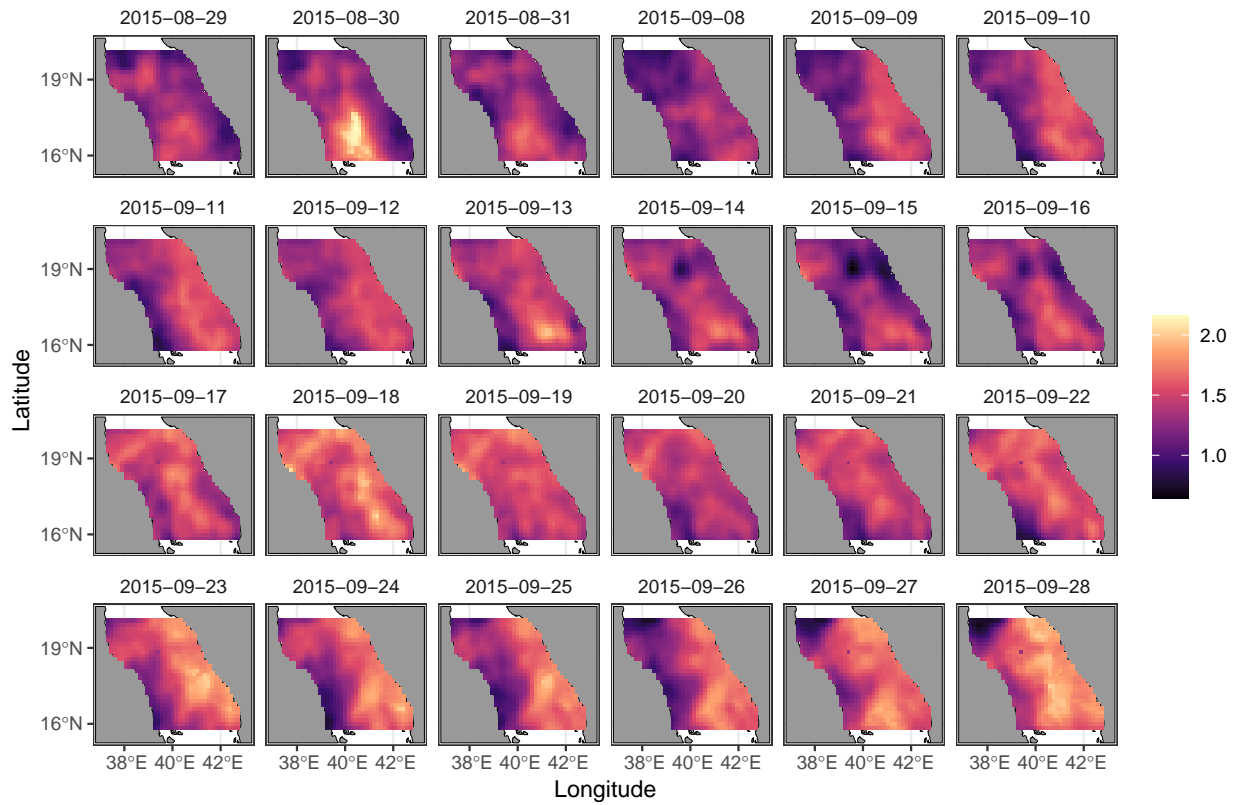 2015−08−29 2015−08−30 2015−08−31 2015−09−08 2015−09−09 2015−09−10
19°N
16°N
2015−09−11 2015−09−12 2015−09−13 2015−09−14 2015−09−15 2015−09−16
19°N
16°N
2015−09−17 2015−09−18 2015−09−19 2015−09−20 2015−09−21 2015−09−22
19°N
16°N
2015−09−23 2015−09−24 2015−09−25 2015−09−26 2015−09−27 2015−09−28
19°N
16°N
38°E 40°E 42°E 38°E 40°E 42°E 38°E 40°E 42°E 38°E 40°E 42°E 38°E 40°E 42°E 38°E 40°E 42°E
Longitude
Latitude
2.0
1.5
1.0